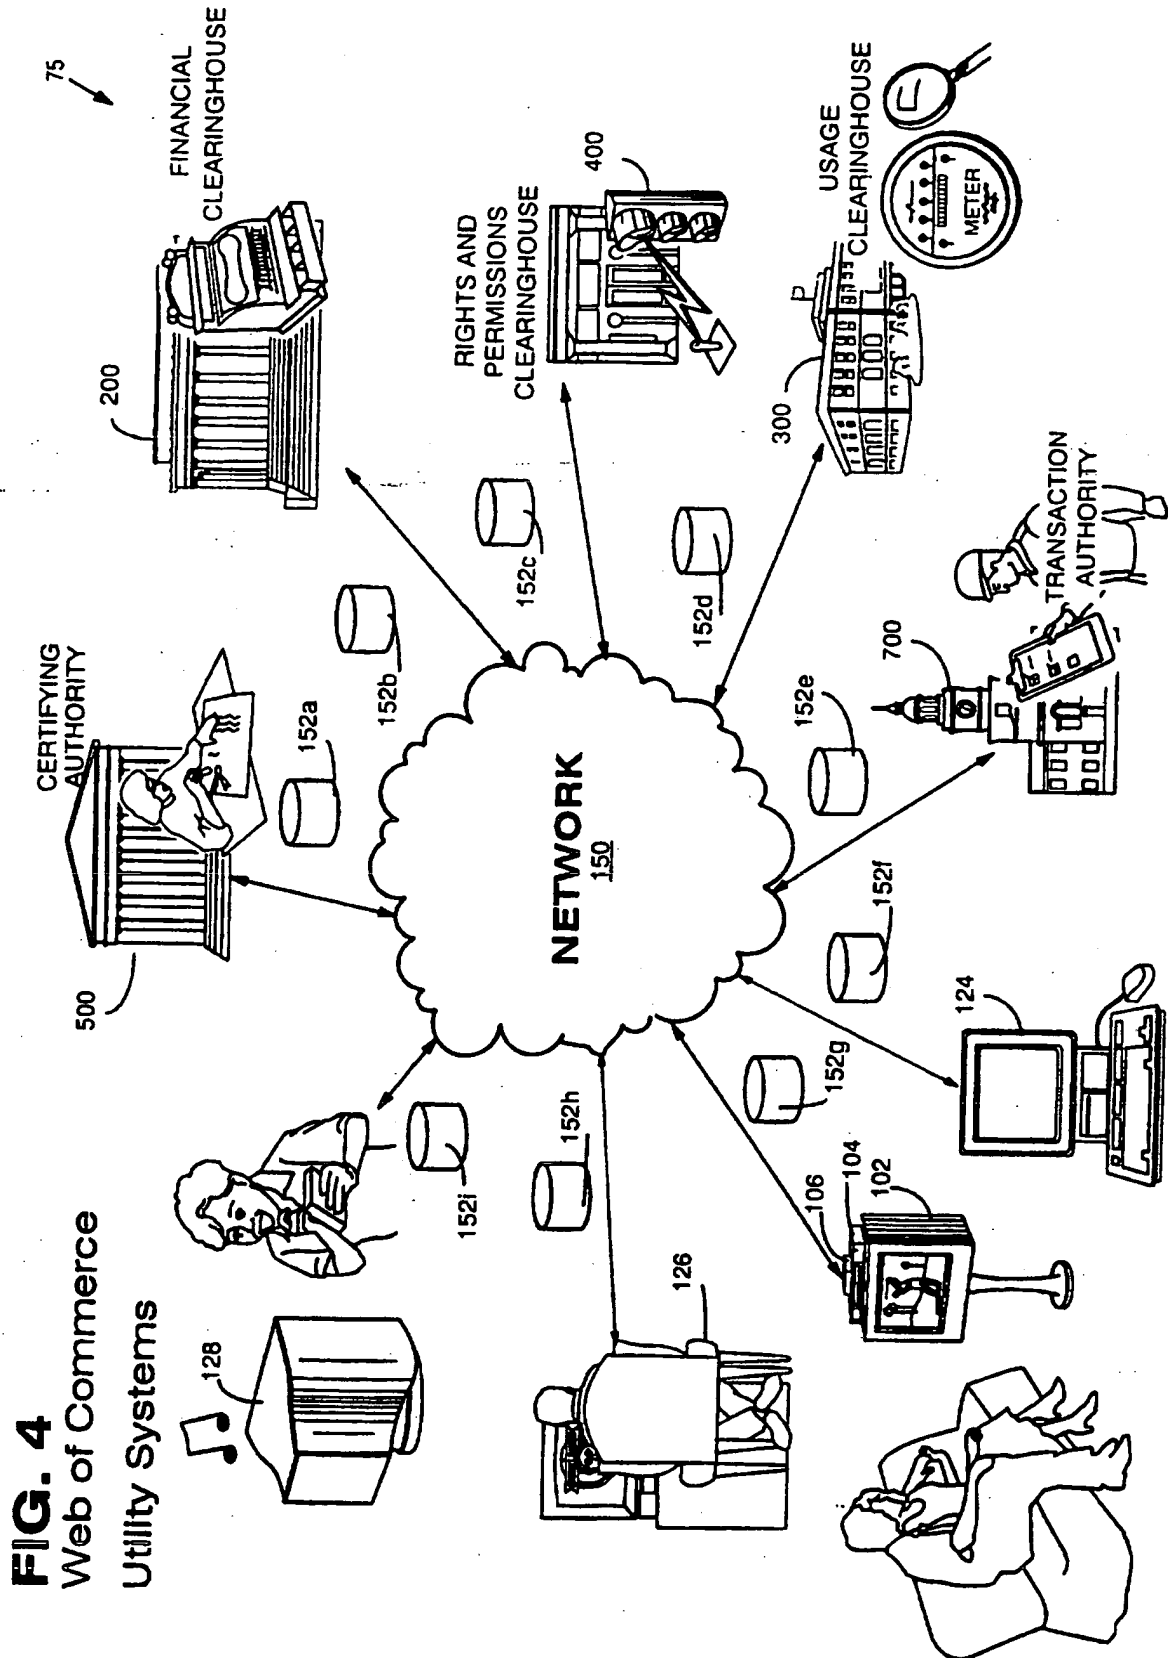 FIG. 4
Web of Commerce
Utility Systems
75
FINANCIAL
CLEARINGHOUSE
200
RIGHTS AND
PERMISSIONS
CLEARINGHOUSE
400
USAGE
CLEARINGHOUSE
METER
300
TRANSACTION
AUTHORITY
700
CERTIFYING
AUTHORITY
500
152a
152b
152c
152d
152e
152f
152g
152h
152i
NETWORK
150
128
126
124
106
104
102